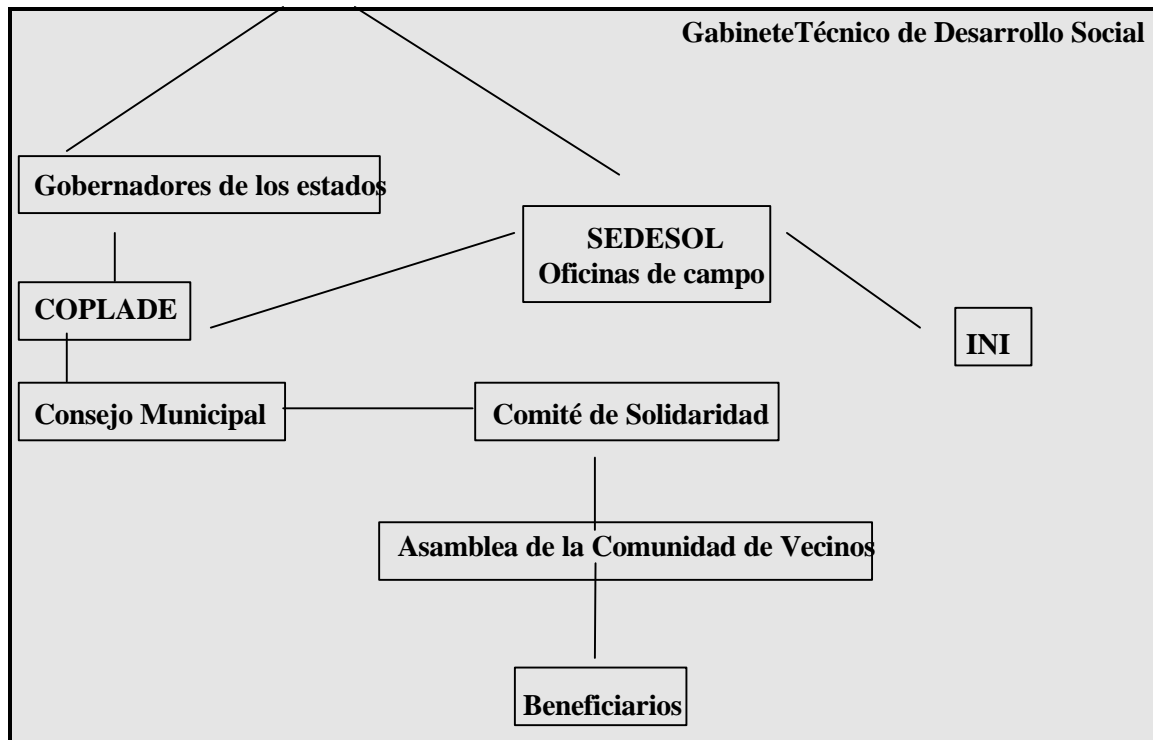 GabineteTécnico de Desarrollo Social
Gobernadores de los estados
SEDESOL
Oficinas de campo
COPLADE
INI
Consejo Municipal
Comité de Solidaridad
Asamblea de la Comunidad de Vecinos
Beneficiarios